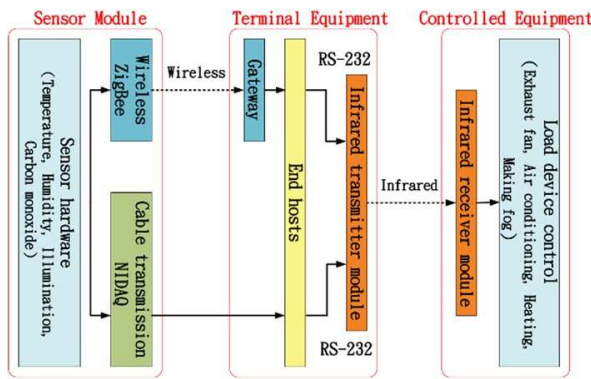 Sensor Module
Terminal Equipment
Controlled Equipment
Sensor hardware
(Temperature, Humidity, Illumination,
Carbon monoxide)
Wireless
ZigBee
Cable transmission
NIDAQ
Wireless
Gateway
End hosts
RS-232
Infrared transmitter
module
RS-232
Infrared
Infrared receiver
module
Load device control
(Exhaust fan, Air conditioning, Heating,
Making fog)